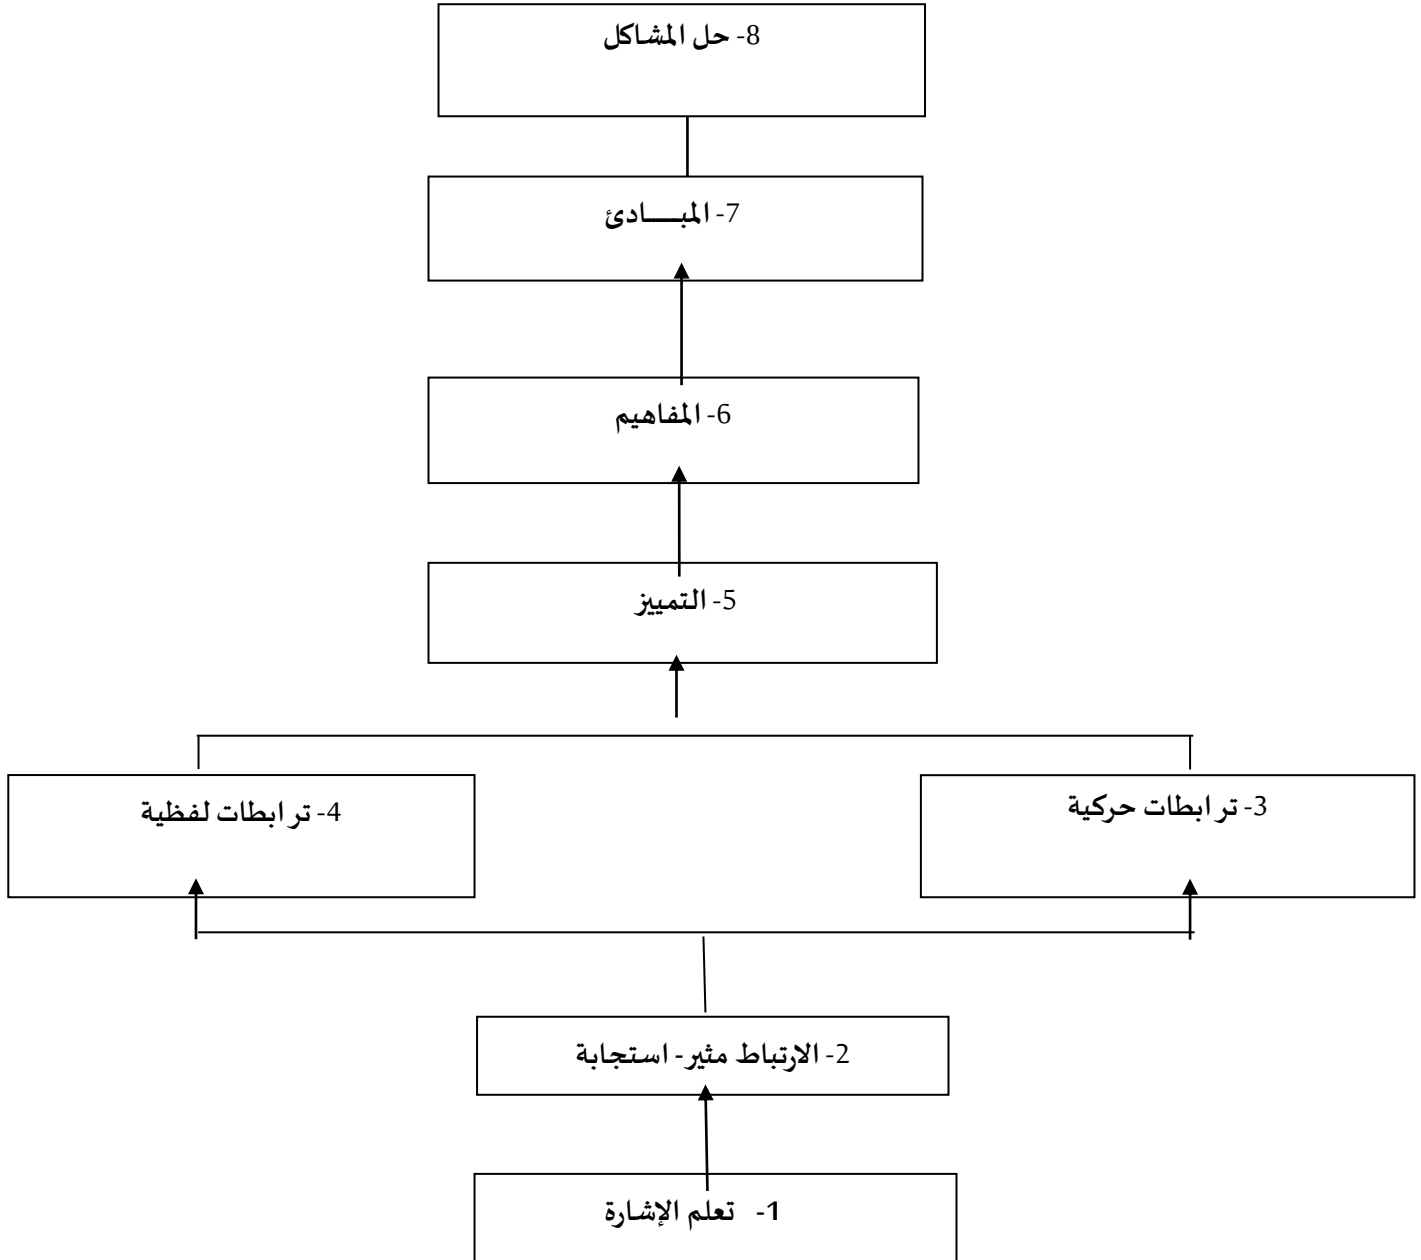 8- حل المشاكل
7- المبـــــادئ
6- المفاهيم
5- التمييز
3- ترابطات حركية
4- ترابطات لفظية
2- الارتباط مثير- استجابة
1- تعلم الإشارة